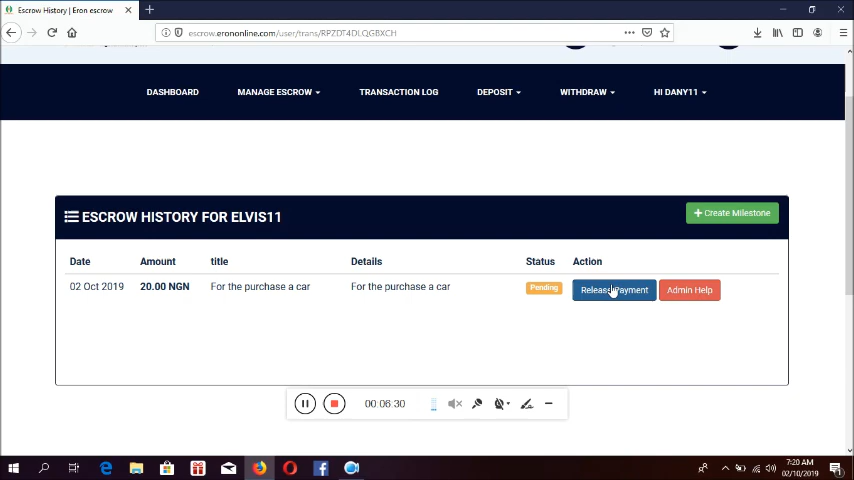 Escrow History | Eron escrow
escrow.erononline.com/user/trans/RPZDT4DLQGBXCH
DASHBOARD MANAGE ESCROW TRANSACTION LOG DEPOSIT WITHDRAW HI DANY11
ESCROW HISTORY FOR ELVIS11
+ Create Milestone
Date Amount title Details Status Action
02 Oct 2019 20.00 NGN For the purchase a car For the purchase a car Pending Release Payment Admin Help
00:06:30
7:20 AM
02/10/2019
1